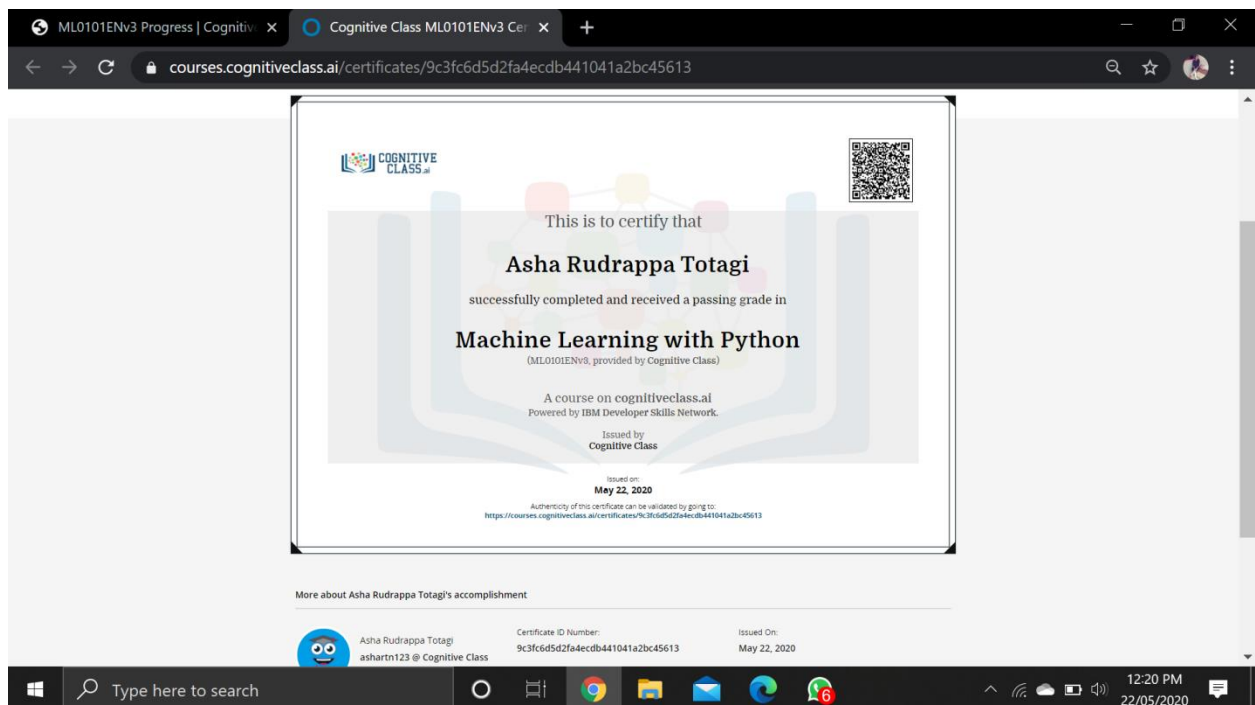 ML0101ENv3 Progress | Cognitiv
Cognitive Class ML0101ENv3 Cer
courses.cognitiveclass.ai/certificates/9c3fc6d5d2fa4ecdb441041a2bc45613
COGNITIVE
CLASS.ai
This is to certify that
Asha Rudrappa Totagi
successfully completed and received a passing grade in
Machine Learning with Python
(ML0101ENv3, provided by Cognitive Class)
A course on cognitiveclass.ai
Powered by IBM Developer Skills Network.
Issued by
Cognitive Class
Issued on:
May 22, 2020
Authenticity of this certificate can be validated by going to:
https://courses.cognitiveclass.ai/certificates/9c3fc6d5d2fa4ecdb441041a2bc45613
More about Asha Rudrappa Totagi's accomplishment
Asha Rudrappa Totagi
ashartn123 @ Cognitive Class
Certificate ID Number:
9c3fc6d5d2fa4ecdb441041a2bc45613
Issued On:
May 22, 2020
Type here to search
6
12:20 PM
22/05/2020